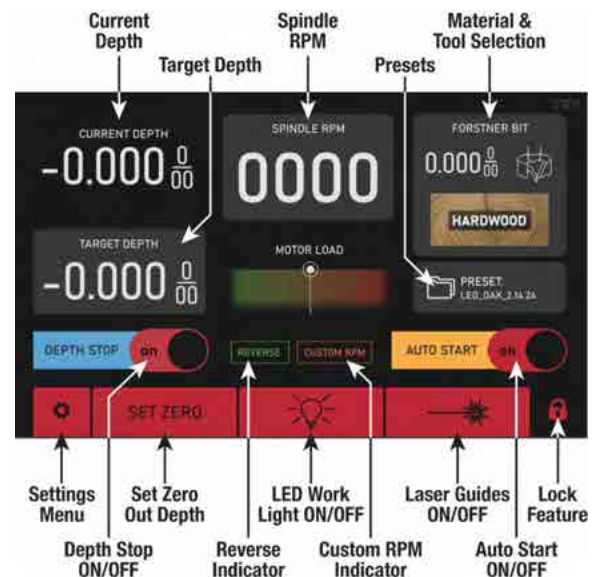 Current
Depth
Spindle
RPM
Material &
Tool Selection
Target Depth
Presets
CURRENT DEPTH
-0.000 0/00
SPINDLE RPM
0000
FORSTNER BIT
0.000 0/00
HARDWOOD
TARGET DEPTH
-0.000 0/00
MOTOR LOAD
PRESET:
LEO_OAK_2.14.24
DEPTH STOP on
REVERSE
CUSTOM RPM
AUTO START on
SET ZERO
Settings
Menu
Set Zero
Out Depth
LED Work
Light ON/OFF
Laser Guides
ON/OFF
Lock
Feature
Depth Stop
ON/OFF
Reverse
Indicator
Custom RPM
Indicator
Auto Start
ON/OFF